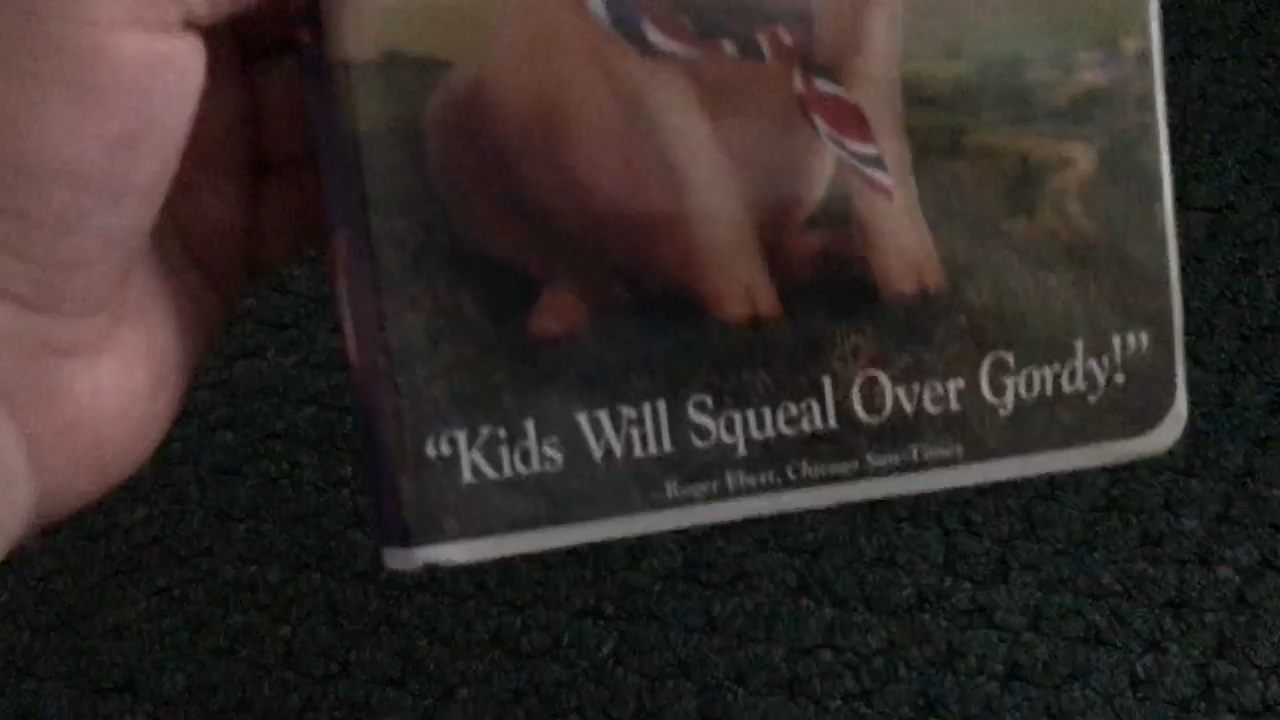 “Kids Will Squeal Over Gordy!”
Roger Ebert, Chicago Sun-Times